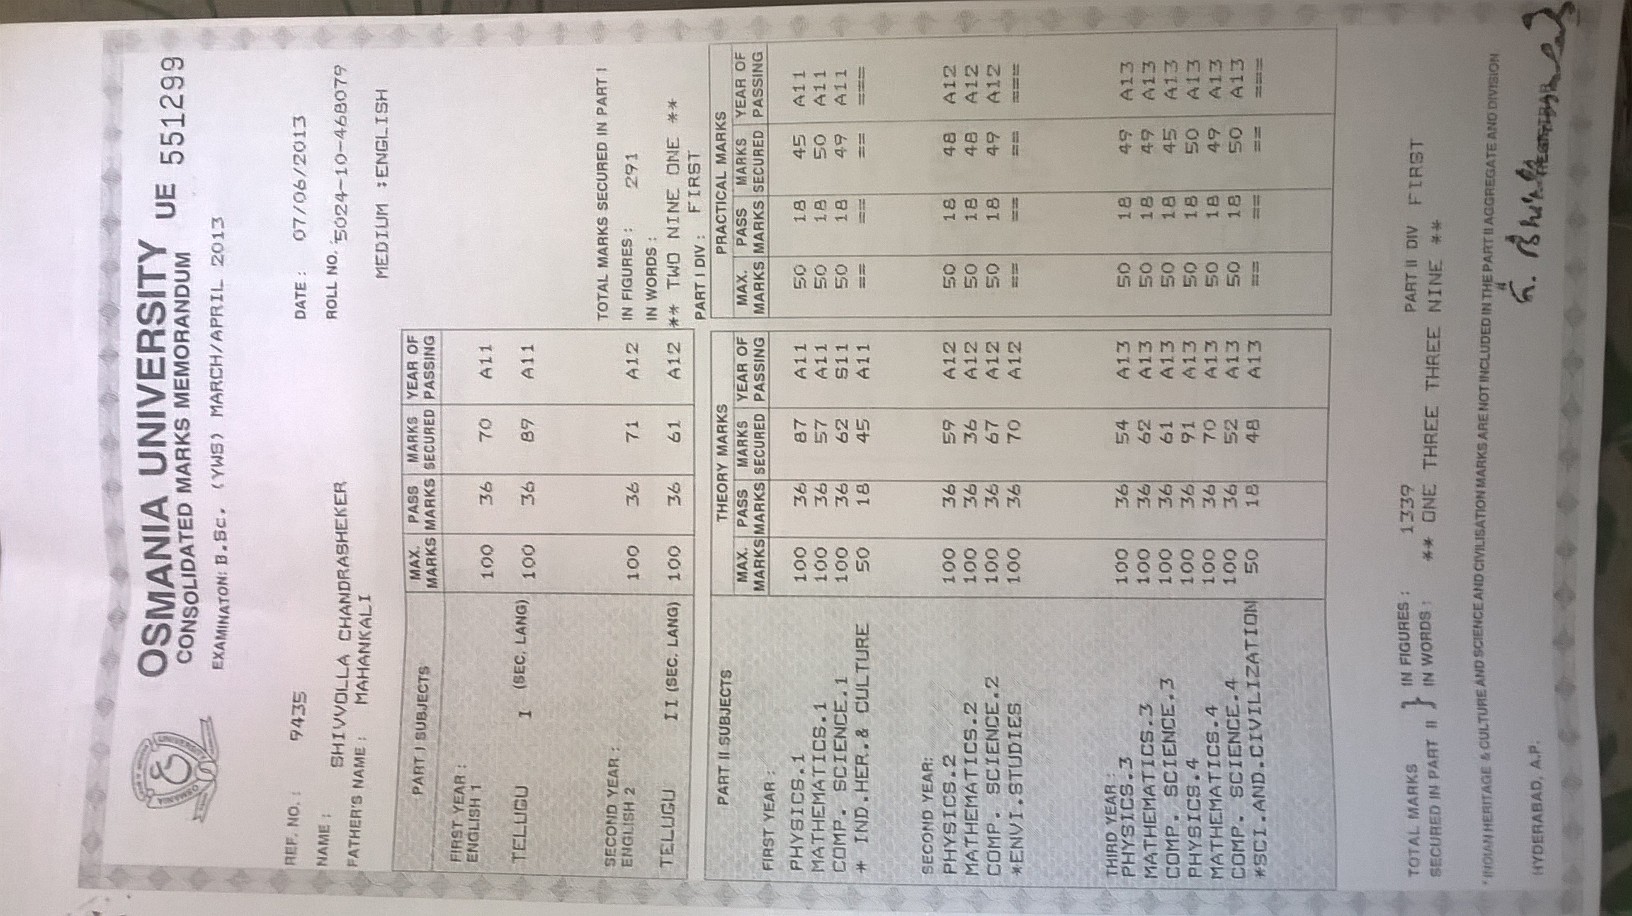 OSMANIA UNIVERSITY
CONSOLIDATED MARKS MEMORANDUM
UE 551299
EXAMINATON: B.Sc. (YWS) MARCH/APRIL 2013
REF. NO. : 9435 DATE : 07/06/2013
NAME : SHIVVOLLA CHANDRASHEKER ROLL NO. : 5024-10-468079
FATHER'S NAME : MAHANKALI MEDIUM : ENGLISH
PART I SUBJECTS MAX. MARKS PASS MARKS MARKS SECURED YEAR OF PASSING
FIRST YEAR :
ENGLISH 1 100 36 70 A11
TELUGU I (SEC. LANG) 100 36 89 A11
SECOND YEAR :
ENGLISH 2 100 36 71 A12
TELUGU II (SEC. LANG) 100 36 61 A12
TOTAL MARKS SECURED IN PART I
IN FIGURES : 291
IN WORDS :
** TWO NINE ONE **
PART I DIV : FIRST
PART II SUBJECTS THEORY MARKS PRACTICAL MARKS
MAX. MARKS PASS MARKS MARKS SECURED YEAR OF PASSING MAX. MARKS PASS MARKS MARKS SECURED YEAR OF PASSING
FIRST YEAR :
PHYSICS.1 100 36 87 A11 50 18 45 A11
MATHEMATICS.1 100 36 57 A11 50 18 50 A11
COMP. SCIENCE.1 100 36 62 S11 50 18 49 A11
* IND.HER.& CULTURE 50 18 45 A11 == == == ===
SECOND YEAR:
PHYSICS.2 100 36 59 A12 50 18 48 A12
MATHEMATICS.2 100 36 36 A12 50 18 48 A12
COMP. SCIENCE.2 100 36 67 A12 50 18 49 A12
*ENVI.STUDIES 100 36 70 A12 == == == ===
THIRD YEAR :
PHYSICS.3 100 36 54 A13 50 18 49 A13
MATHEMATICS.3 100 36 62 A13 50 18 49 A13
COMP. SCIENCE.3 100 36 61 A13 50 18 45 A13
PHYSICS.4 100 36 91 A13 50 18 50 A13
MATHEMATICS.4 100 36 70 A13 50 18 49 A13
COMP. SCIENCE.4 100 36 52 A13 50 18 50 A13
*SCI.AND.CIVILIZATION 50 18 48 A13 == == == ===
TOTAL MARKS SECURED IN PART II } IN FIGURES : 1339 PART II DIV FIRST
IN WORDS : ** ONE THREE THREE NINE **
*INDIAN HERITAGE & CULTURE AND SCIENCE AND CIVILISATION MARKS ARE NOT INCLUDED IN THE PART II AGGREGATE AND DIVISION
HYDERABAD, A.P.